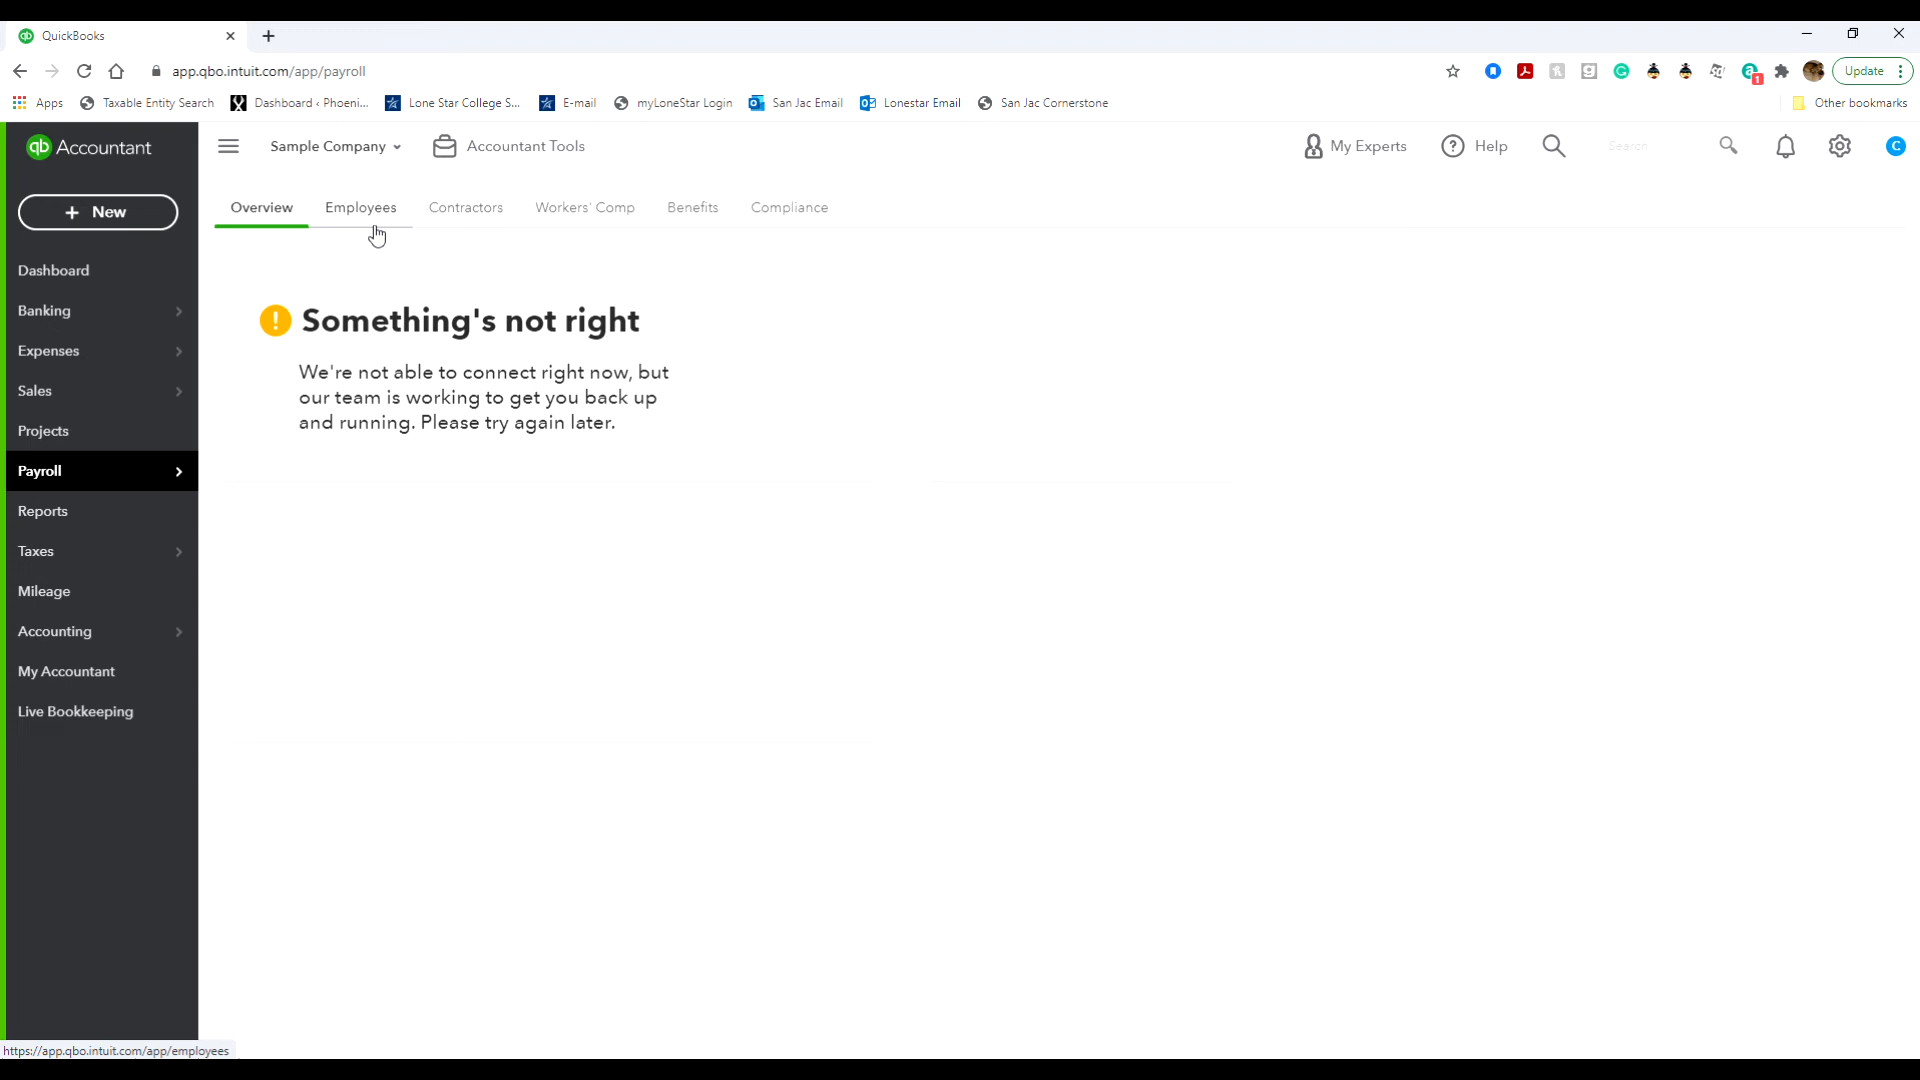 QuickBooks
app.qbo.intuit.com/app/payroll
Update
Apps
Taxable Entity Search
Dashboard ‹ Phoeni...
Lone Star College S...
E-mail
myLoneStar Login
San Jac Email
Lonestar Email
San Jac Cornerstone
Other bookmarks
qb Accountant
Sample Company
Accountant Tools
My Experts
Help
Search
C
+ New
Overview
Employees
Contractors
Workers' Comp
Benefits
Compliance
Dashboard
Banking
Expenses
Sales
Projects
Payroll
Reports
Taxes
Mileage
Accounting
My Accountant
Live Bookkeeping
Something's not right
We're not able to connect right now, but
our team is working to get you back up
and running. Please try again later.
https://app.qbo.intuit.com/app/employees